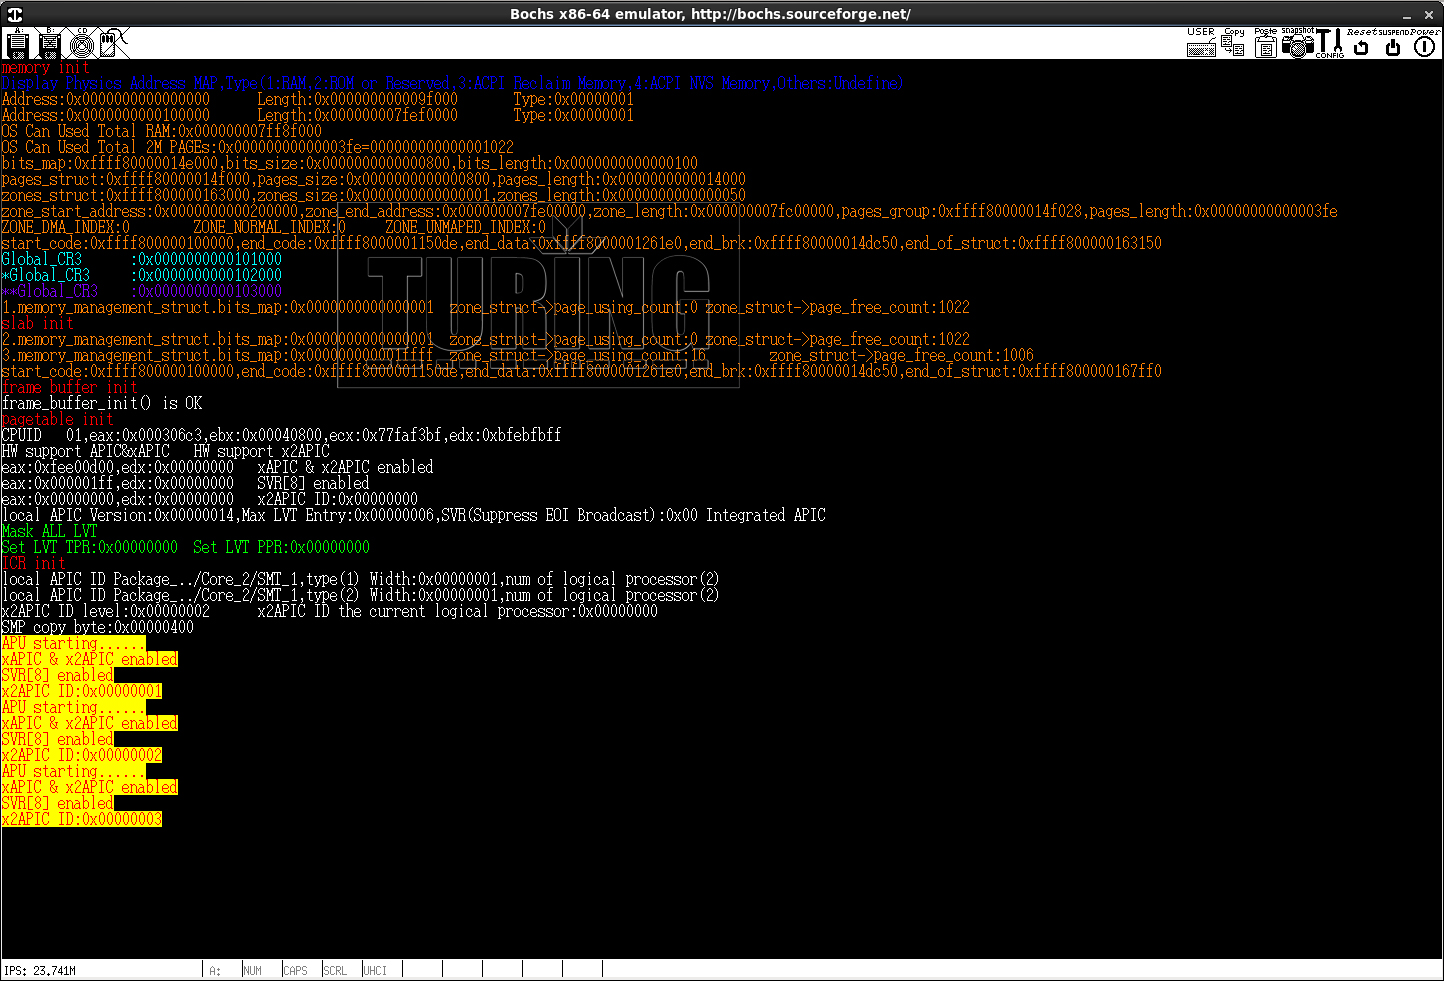 Bochs x86-64 emulator, http://bochs.sourceforge.net/
A: B: CD USER Copy Paste snapshot CONFIG Reset SUSPEND Power
memory init
Display Physics Address MAP,Type(1:RAM,2:ROM or Reserved,3:ACPI Reclaim Memory,4:ACPI NVS Memory,Others:Undefine)
Address:0x0000000000000000 Length:0x000000000009f000 Type:0x00000001
Address:0x0000000000100000 Length:0x000000007fef0000 Type:0x00000001
OS Can Used Total RAM:0x000000007ff8f000
OS Can Used Total 2M PAGEs:0x00000000000003fe=0000000000000001022
bits_map:0xffff80000014e000,bits_size:0x0000000000000800,bits_length:0x0000000000000100
pages_struct:0xffff80000014f000,pages_size:0x0000000000000800,pages_length:0x0000000000014000
zones_struct:0xffff800000163000,zones_size:0x0000000000000001,zones_length:0x0000000000000050
zone_start_address:0x0000000000200000,zone_end_address:0x000000007fe00000,zone_length:0x000000007fc00000,pages_group:0xffff80000014f028,pages_length:0x00000000000003fe
ZONE_DMA_INDEX:0 ZONE_NORMAL_INDEX:0 ZONE_UNMAPED_INDEX:0
start_code:0xffff800000100000,end_code:0xffff8000001150de,end_data:0xffff8000001261e0,end_brk:0xffff80000014dc50,end_of_struct:0xffff800000163150
Global_CR3 :0x0000000000101000
*Global_CR3 :0x0000000000102000
**Global_CR3 :0x0000000000103000
TURING
1.memory_management_struct.bits_map:0x0000000000000001 zone_struct->page_using_count:0 zone_struct->page_free_count:1022
slab init
2.memory_management_struct.bits_map:0x0000000000000001 zone_struct->page_using_count:0 zone_struct->page_free_count:1022
3.memory_management_struct.bits_map:0x000000000001ffff zone_struct->page_using_count:16 zone_struct->page_free_count:1006
start_code:0xffff800000100000,end_code:0xffff8000001150de,end_data:0xffff8000001261e0,end_brk:0xffff80000014dc50,end_of_struct:0xffff800000167ff0
frame buffer init
frame_buffer_init() is OK
pagetable init
CPUID 01,eax:0x000306c3,ebx:0x00040800,ecx:0x77faf3bf,edx:0xbfebfbff
HW support APIC&xAPIC HW support x2APIC
eax:0xfee00d00,edx:0x00000000 xAPIC & x2APIC enabled
eax:0x000001ff,edx:0x00000000 SVR[8] enabled
eax:0x00000000,edx:0x00000000 x2APIC ID:0x00000000
local APIC Version:0x00000014,Max LVT Entry:0x00000006,SVR(Suppress EOI Broadcast):0x00 Integrated APIC
Mask ALL LVT
Set LVT TPR:0x00000000 Set LVT PPR:0x00000000
ICR init
local APIC ID Package_../Core_2/SMT_1,type(1) Width:0x00000001,num of logical processor(2)
local APIC ID Package_../Core_2/SMT_1,type(2) Width:0x00000001,num of logical processor(2)
x2APIC ID level:0x00000002 x2APIC ID the current logical processor:0x00000000
SMP copy byte:0x00000400
APU starting......
xAPIC & x2APIC enabled
SVR[8] enabled
x2APIC ID:0x00000001
APU starting......
xAPIC & x2APIC enabled
SVR[8] enabled
x2APIC ID:0x00000002
APU starting......
xAPIC & x2APIC enabled
SVR[8] enabled
x2APIC ID:0x00000003
IPS: 23.741M A: NUM CAPS SCRL UHCI